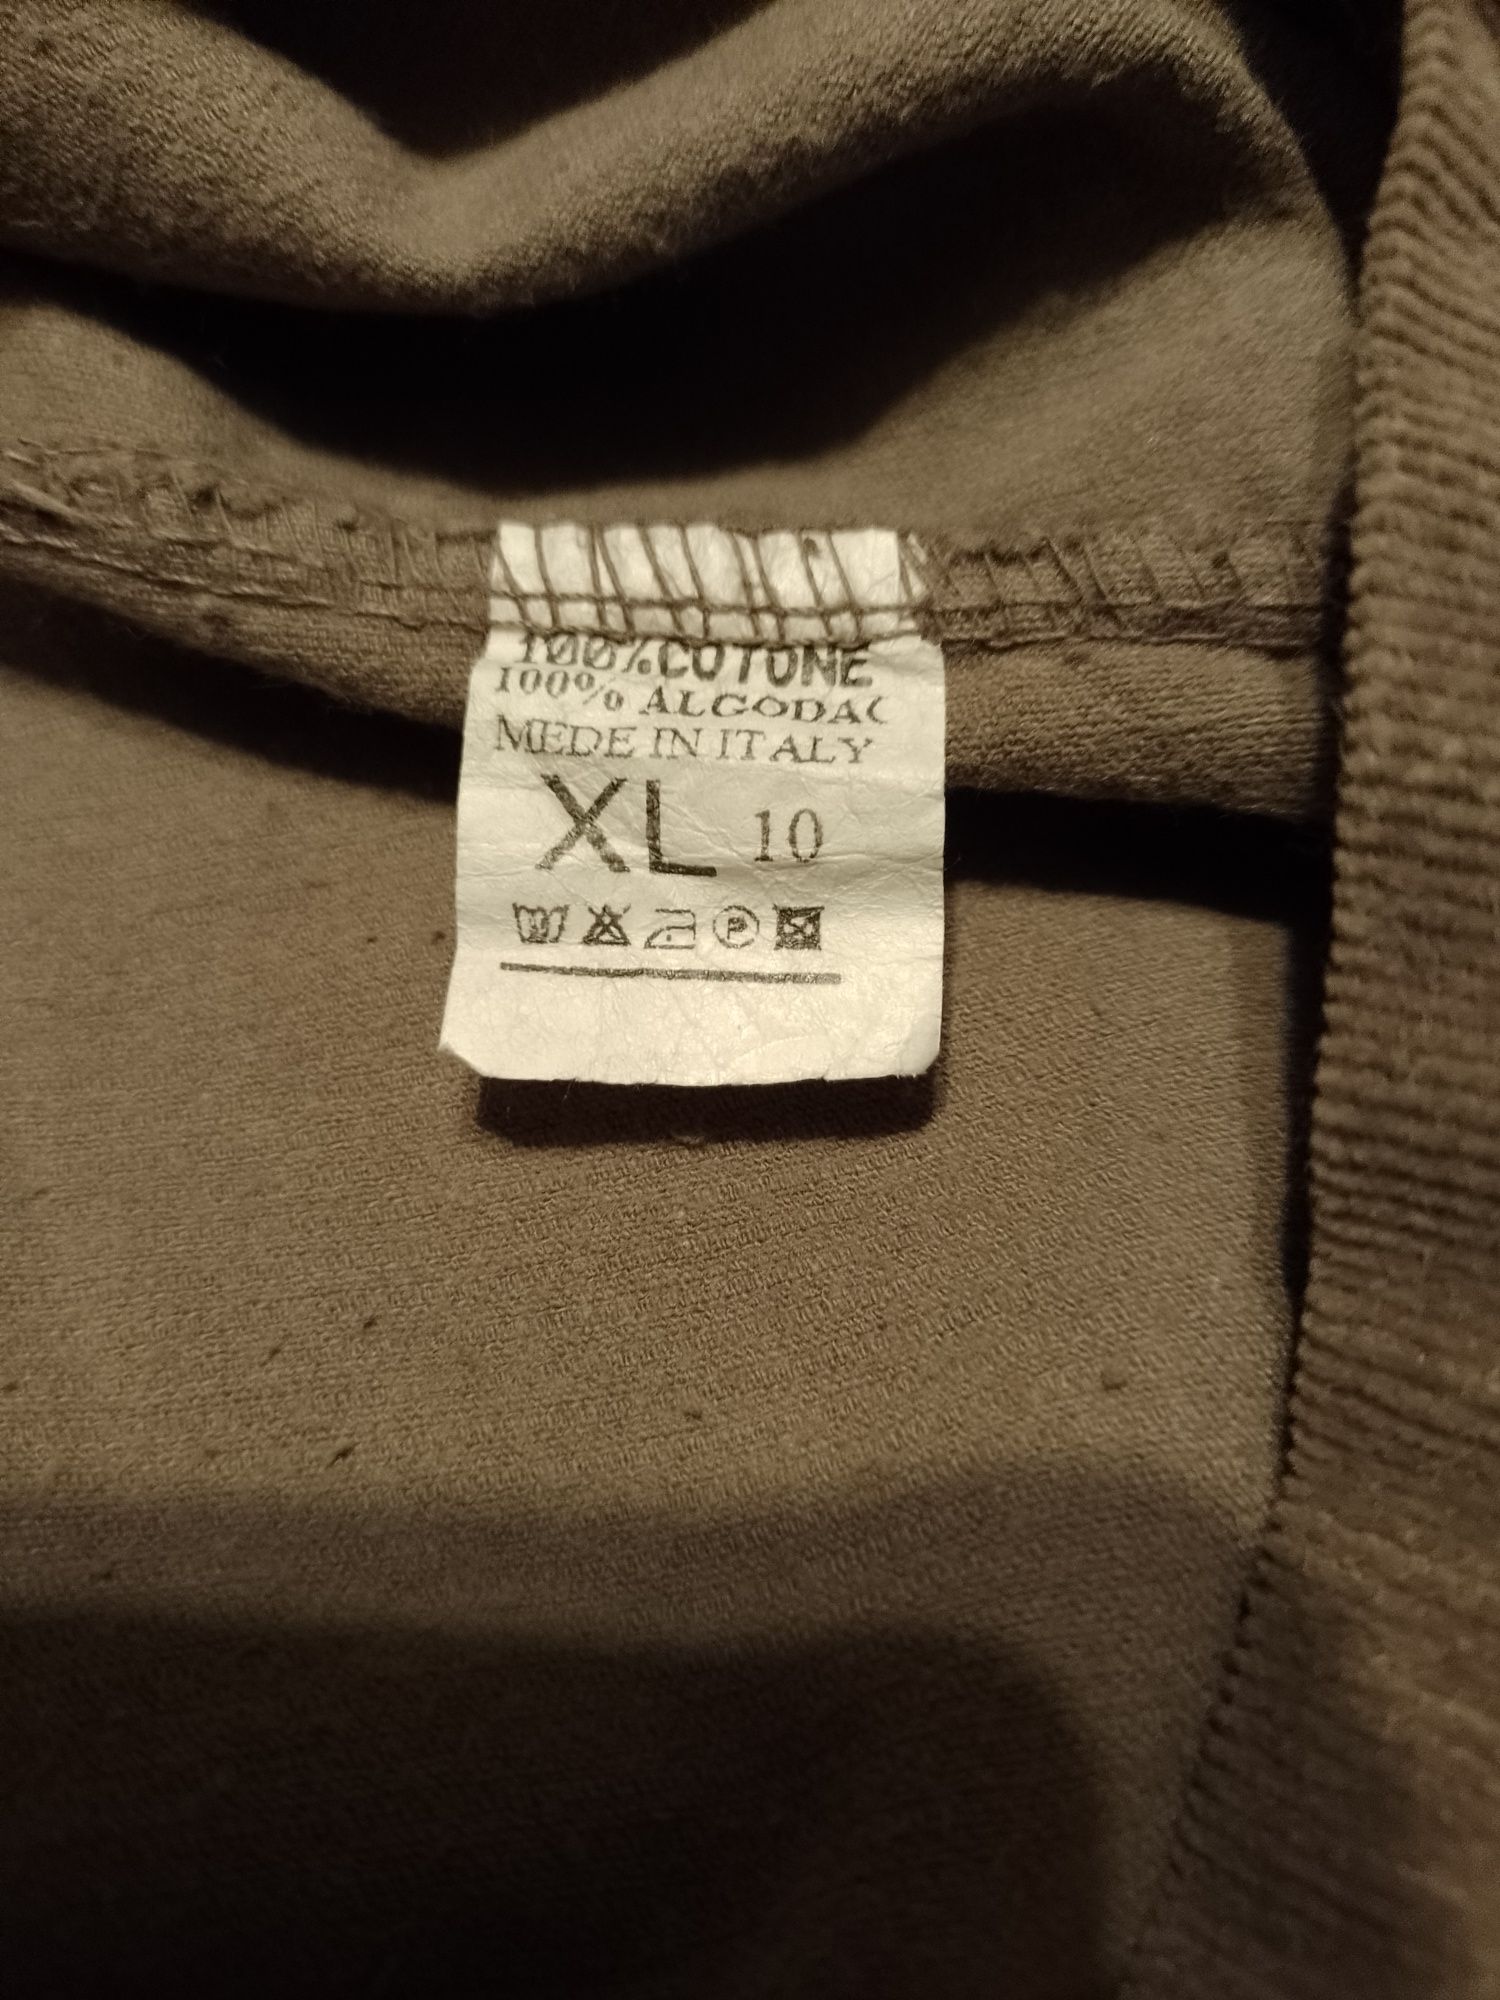 100%COTONE
100% ALGODAO
MEDE IN ITALY
XL 10